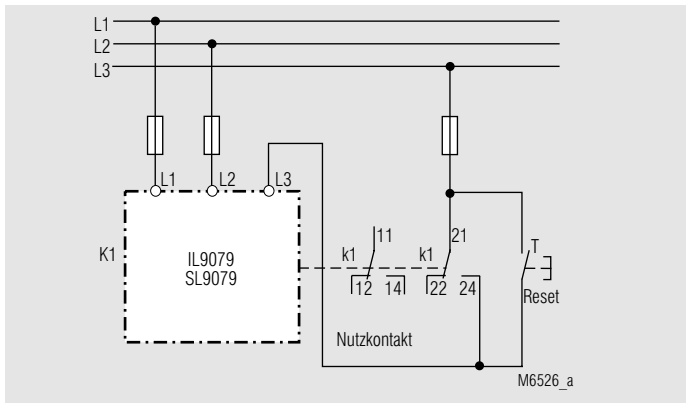 L1
L2
L3
L1 L2 L3
K1
IL9079
SL9079
k1 11 k1 21 T
12 14 22 24
Reset
Nutzkontakt
M6526_a